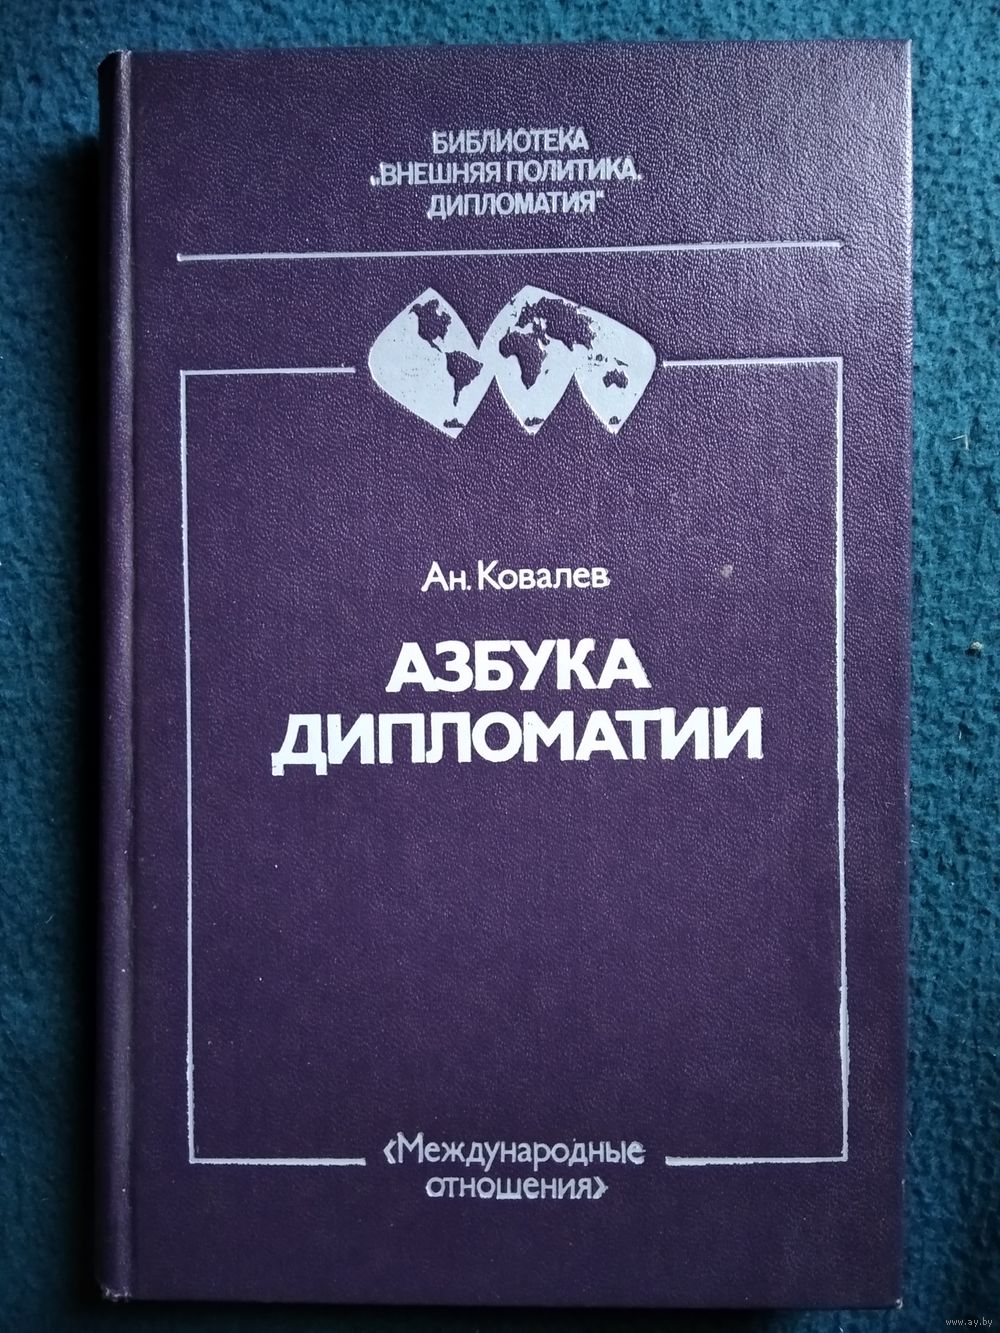 БИБЛИОТЕКА
„ВНЕШНЯЯ ПОЛИТИКА.
ДИПЛОМАТИЯ“
Ан. Ковалев
АЗБУКА
ДИПЛОМАТИИ
«Международные
отношения»
www.ay.by